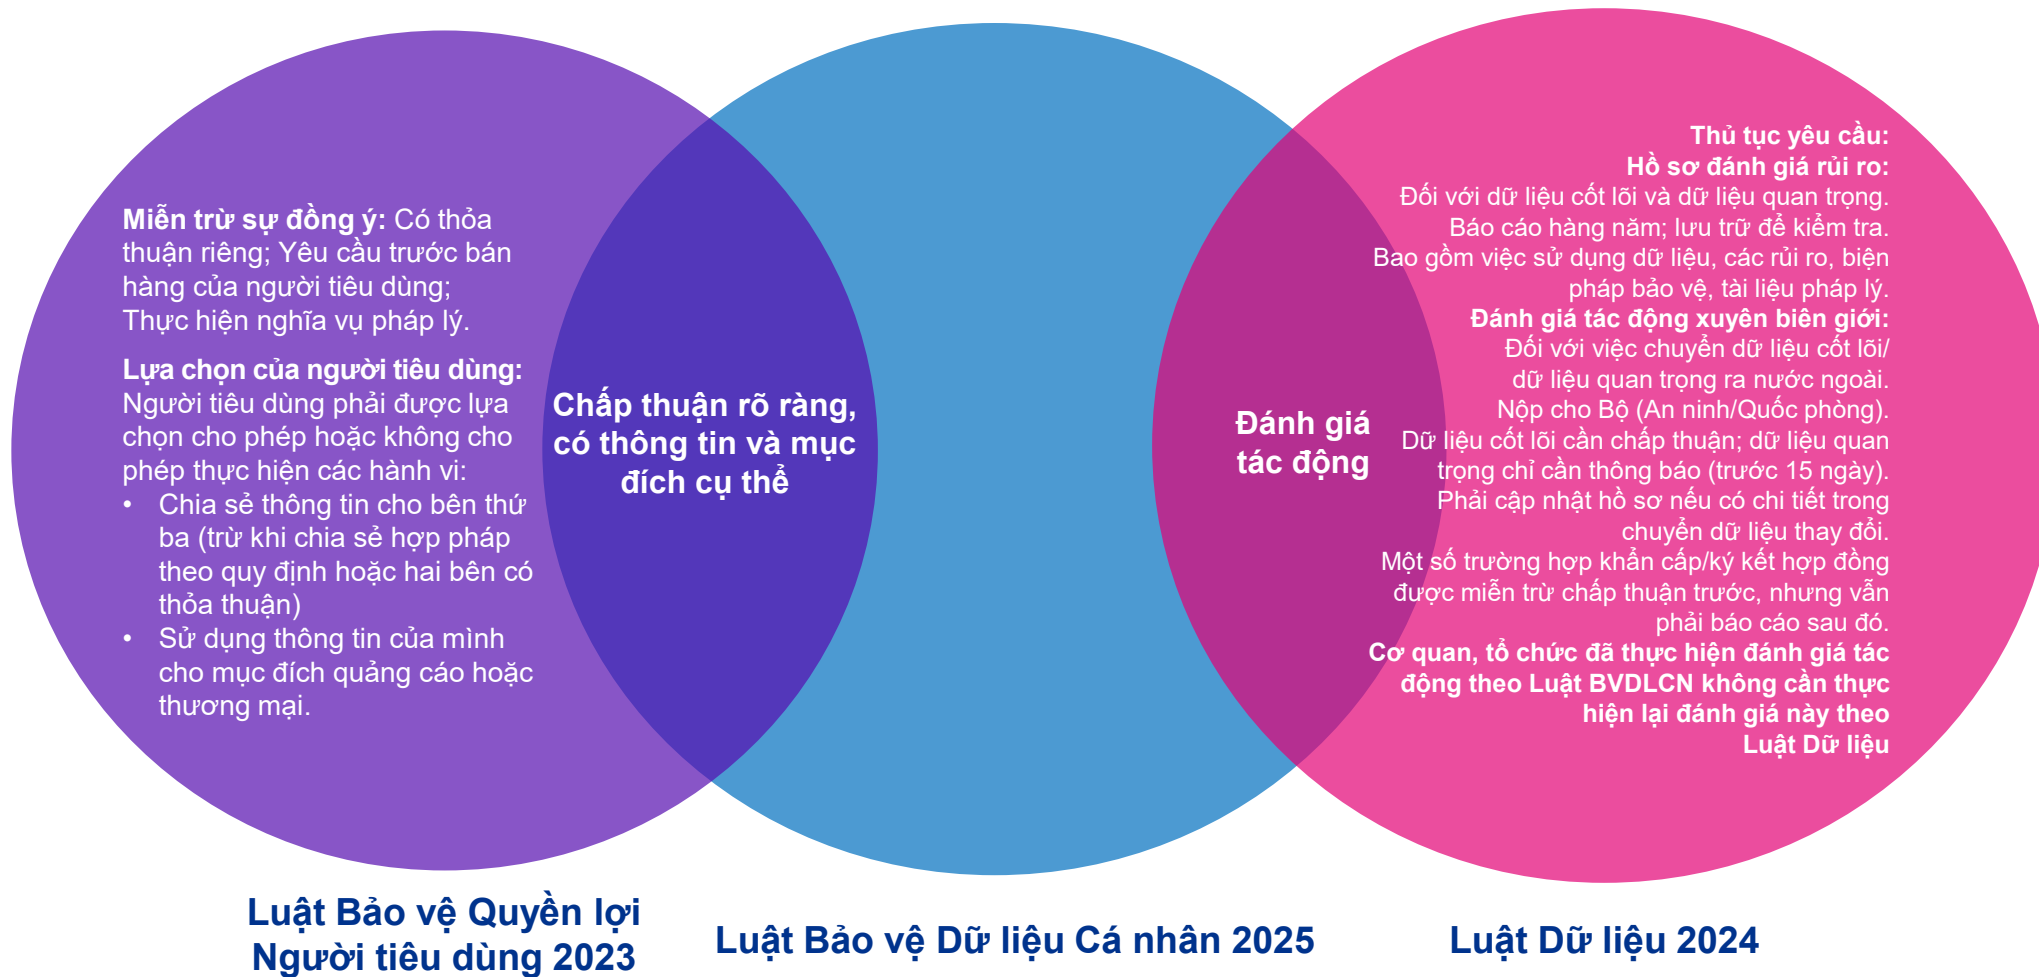 Miễn trừ sự đồng ý: Có thỏa
thuận riêng; Yêu cầu trước bán
hàng của người tiêu dùng;
Thực hiện nghĩa vụ pháp lý.
Lựa chọn của người tiêu dùng:
Người tiêu dùng phải được lựa
chọn cho phép hoặc không cho
phép thực hiện các hành vi:
• Chia sẻ thông tin cho bên thứ
ba (trừ khi chia sẻ hợp pháp
theo quy định hoặc hai bên có
thỏa thuận)
• Sử dụng thông tin của mình
cho mục đích quảng cáo hoặc
thương mại.
Chấp thuận rõ ràng,
có thông tin và mục
đích cụ thể
Đánh giá
tác động
Thủ tục yêu cầu:
Hồ sơ đánh giá rủi ro:
Đối với dữ liệu cốt lõi và dữ liệu quan trọng.
Báo cáo hàng năm; lưu trữ để kiểm tra.
Bao gồm việc sử dụng dữ liệu, các rủi ro, biện
pháp bảo vệ, tài liệu pháp lý.
Đánh giá tác động xuyên biên giới:
Đối với việc chuyển dữ liệu cốt lõi/
dữ liệu quan trọng ra nước ngoài.
Nộp cho Bộ (An ninh/Quốc phòng).
Dữ liệu cốt lõi cần chấp thuận; dữ liệu quan
trọng chỉ cần thông báo (trước 15 ngày).
Phải cập nhật hồ sơ nếu có chi tiết trong
chuyển dữ liệu thay đổi.
Một số trường hợp khẩn cấp/ký kết hợp đồng
được miễn trừ chấp thuận trước, nhưng vẫn
phải báo cáo sau đó.
Cơ quan, tổ chức đã thực hiện đánh giá tác
động theo Luật BVDLCN không cần thực
hiện lại đánh giá này theo
Luật Dữ liệu
Luật Bảo vệ Quyền lợi
Người tiêu dùng 2023
Luật Bảo vệ Dữ liệu Cá nhân 2025
Luật Dữ liệu 2024